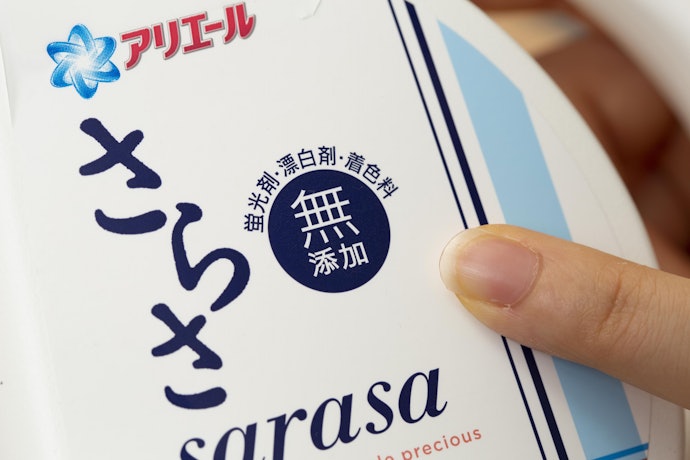 アリエール
さらさ
蛍光剤・漂白剤・着色料
無
添加
sarasa
precious